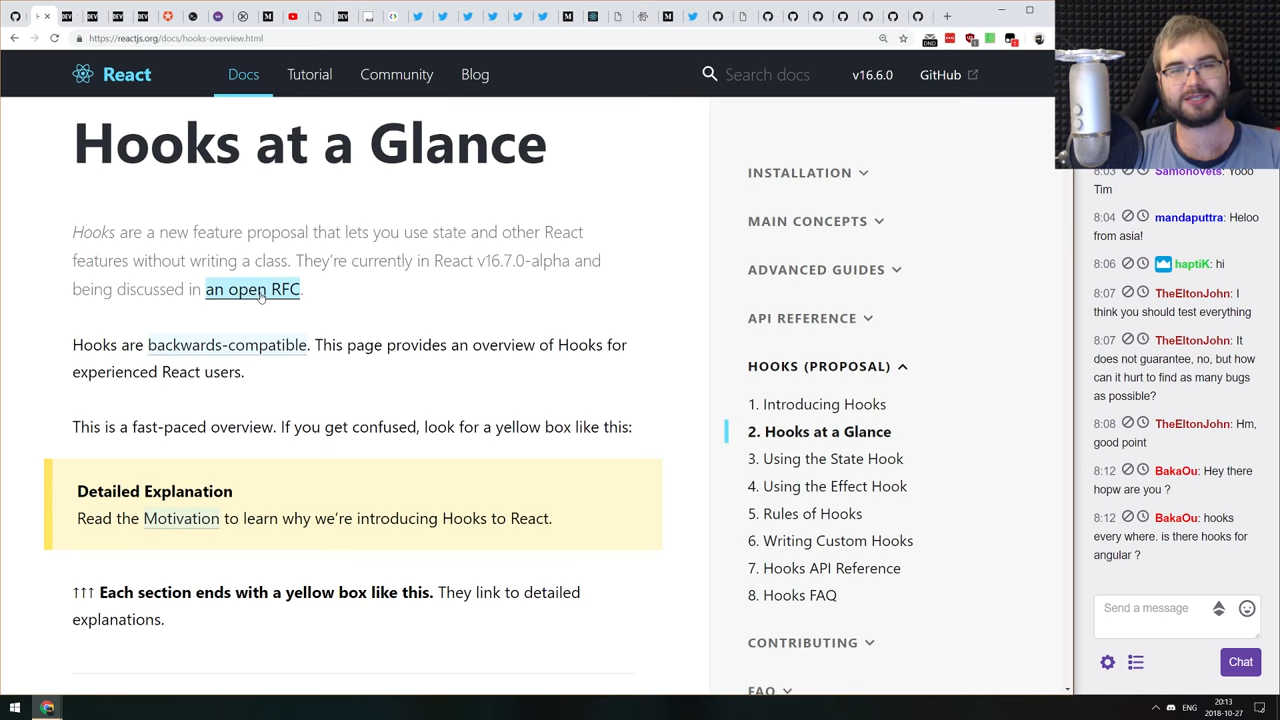 https://reactjs.org/docs/hooks-overview.html
React
Docs
Tutorial
Community
Blog
Search docs
v16.6.0
GitHub
Hooks at a Glance
Hooks are a new feature proposal that lets you use state and other React
features without writing a class. They're currently in React v16.7.0-alpha and
being discussed in an open RFC.
Hooks are backwards-compatible. This page provides an overview of Hooks for
experienced React users.
This is a fast-paced overview. If you get confused, look for a yellow box like this:
Detailed Explanation
Read the Motivation to learn why we're introducing Hooks to React.
↑↑↑ Each section ends with a yellow box like this. They link to detailed
explanations.
INSTALLATION
MAIN CONCEPTS
ADVANCED GUIDES
API REFERENCE
HOOKS (PROPOSAL)
1. Introducing Hooks
2. Hooks at a Glance
3. Using the State Hook
4. Using the Effect Hook
5. Rules of Hooks
6. Writing Custom Hooks
7. Hooks API Reference
8. Hooks FAQ
CONTRIBUTING
FAQ
8:03 Samonovets: Yooo
Tim
8:04 mandaputtra: Heloo
from asia!
8:06 haptiK: hi
8:07 TheEltonJohn: I
think you should test everything
8:07 TheEltonJohn: It
does not guarantee, no, but how
can it hurt to find as many bugs
as possible?
8:08 TheEltonJohn: Hm,
good point
8:12 BakaOu: Hey there
hopw are you ?
8:12 BakaOu: hooks
every where. is there hooks for
angular ?
Send a message
Chat
ENG
20:13
2018-10-27